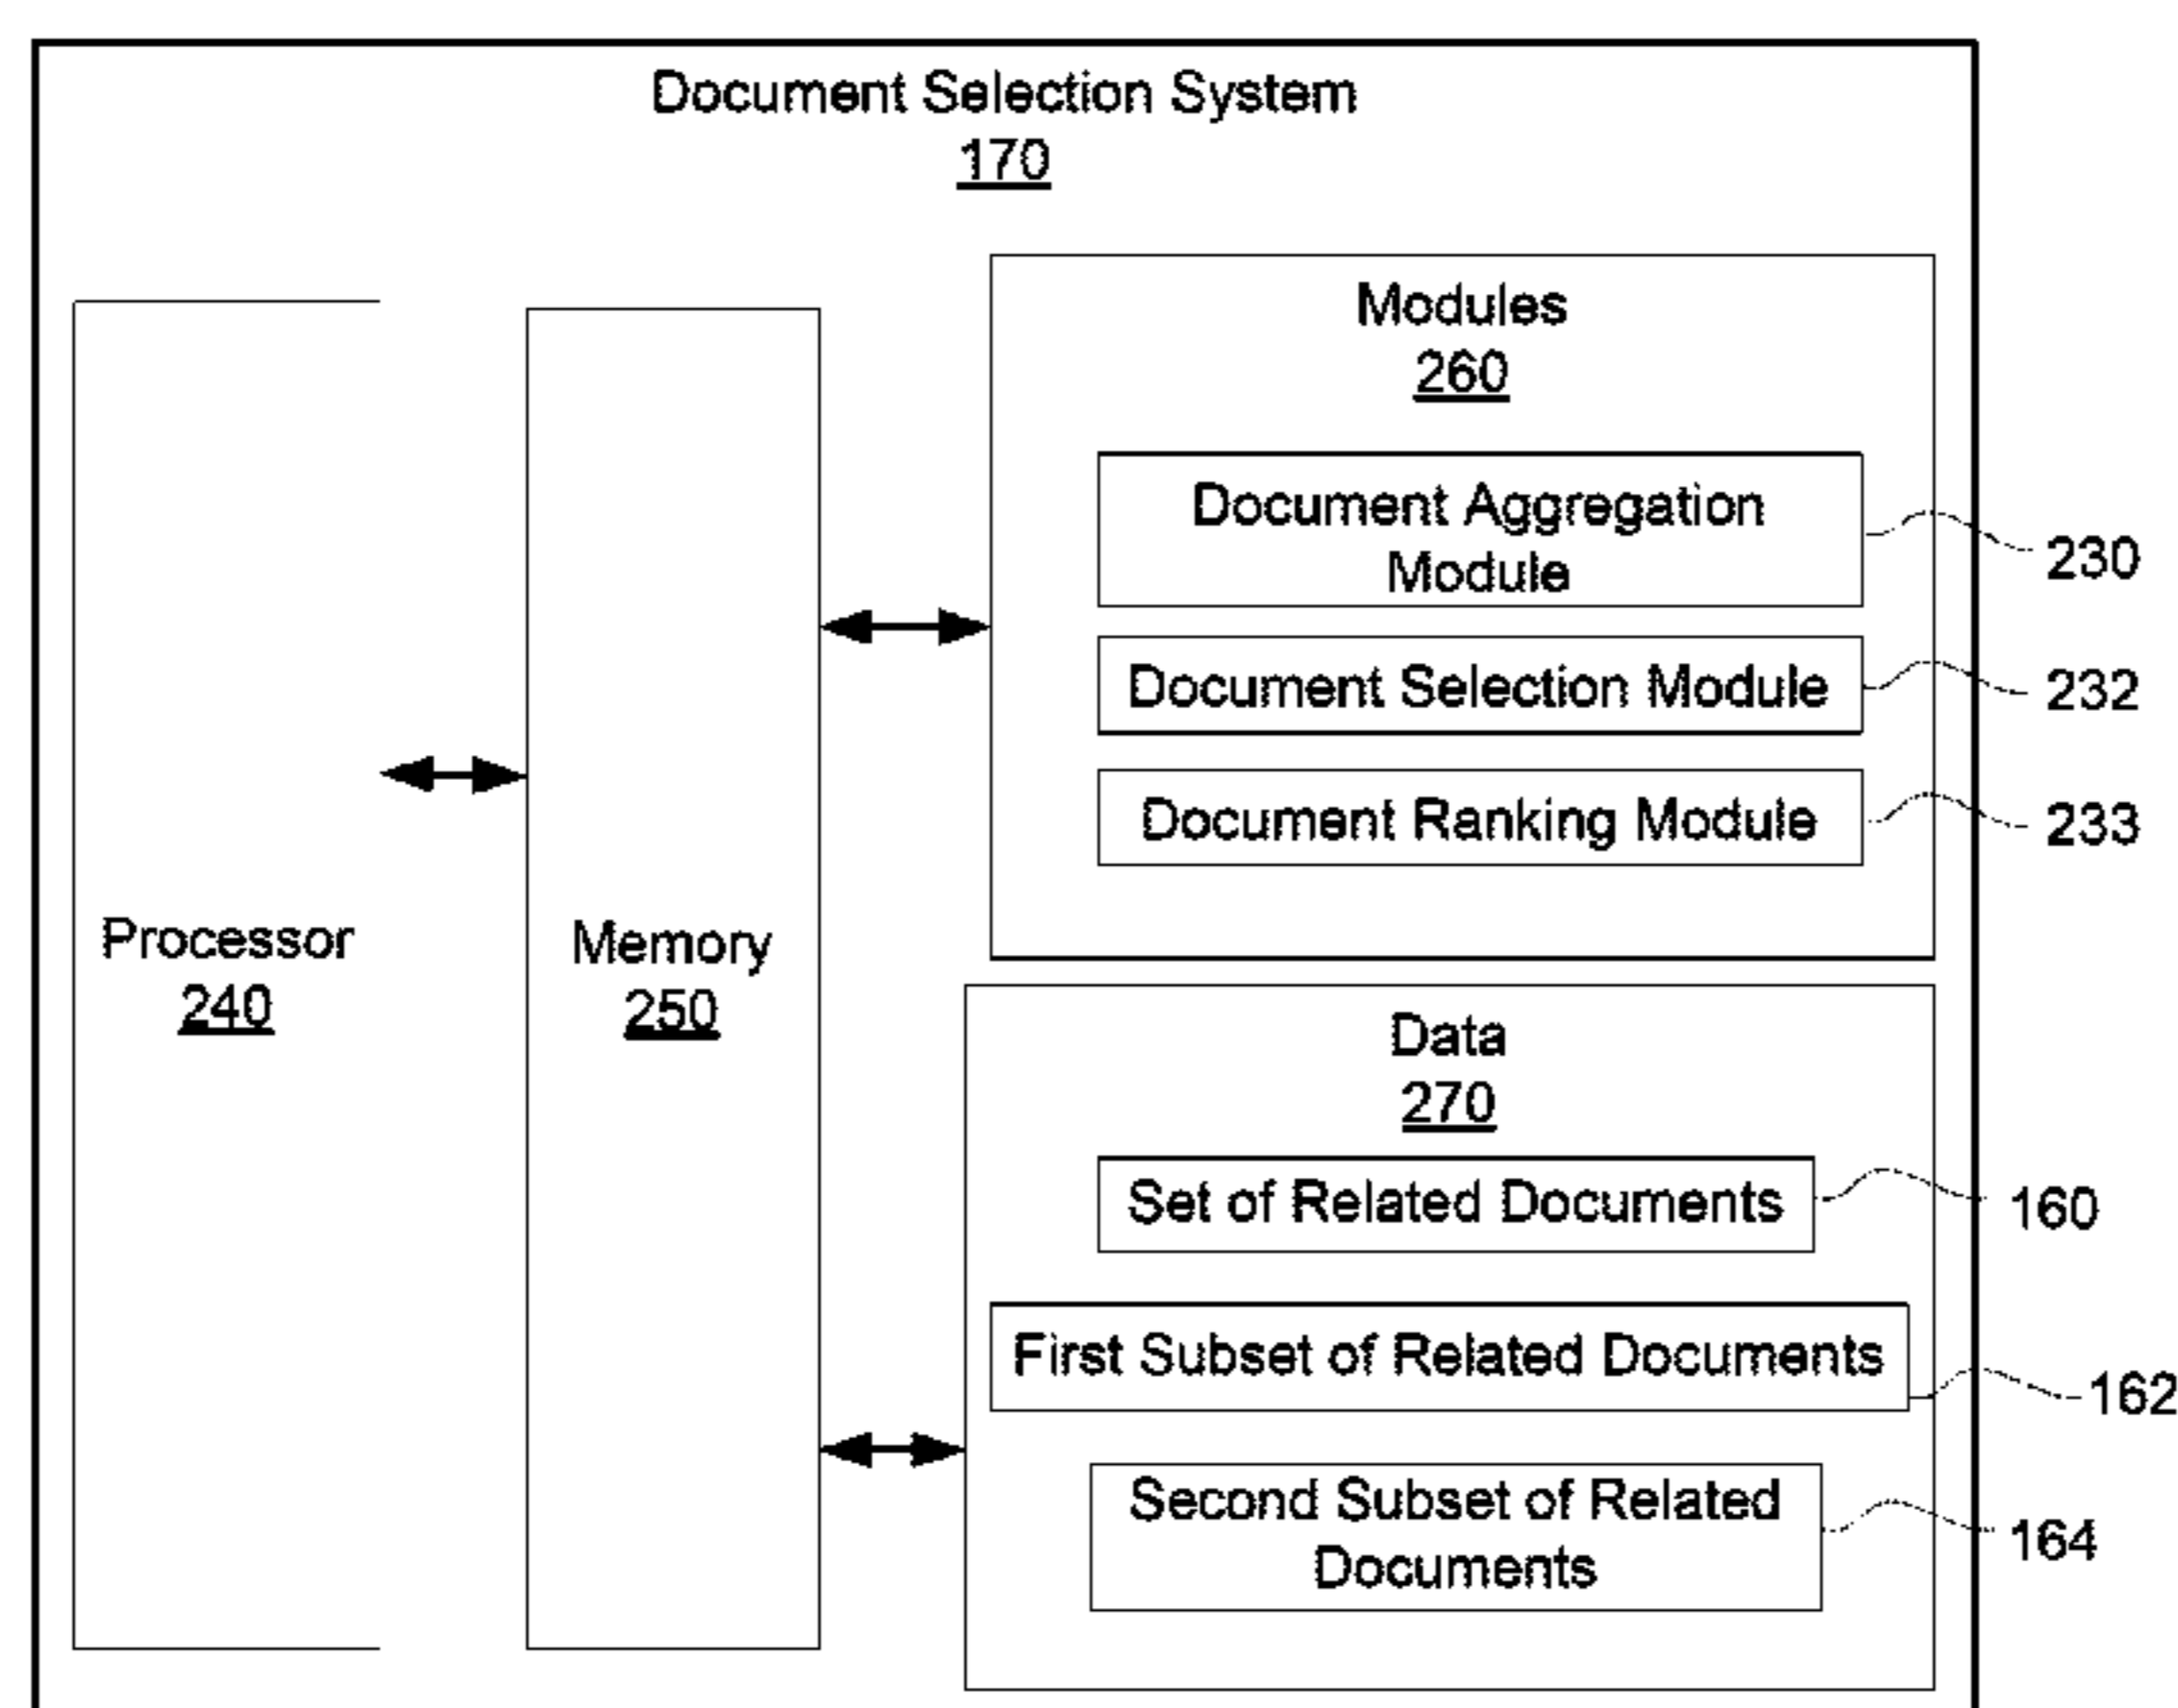 Document Selection System
170
Processor
240
Memory
250
Modules
260
Document Aggregation
Module
230
Document Selection Module
232
Document Ranking Module
233
Data
270
Set of Related Documents
160
First Subset of Related Documents
162
Second Subset of Related
Documents
164